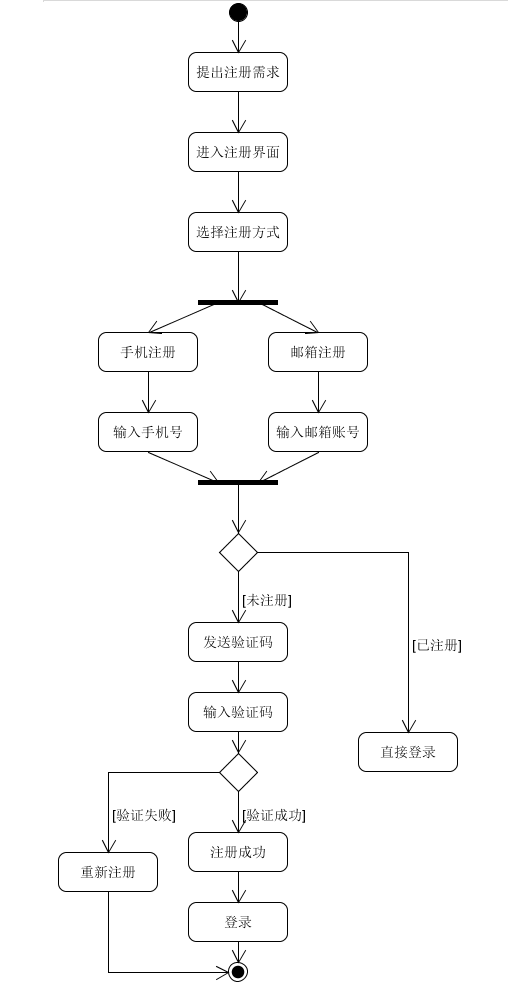 提出注册需求
进入注册界面
选择注册方式
手机注册
邮箱注册
输入手机号
输入邮箱账号
[未注册]
发送验证码
[已注册]
输入验证码
直接登录
[验证失败]
[验证成功]
注册成功
重新注册
登录